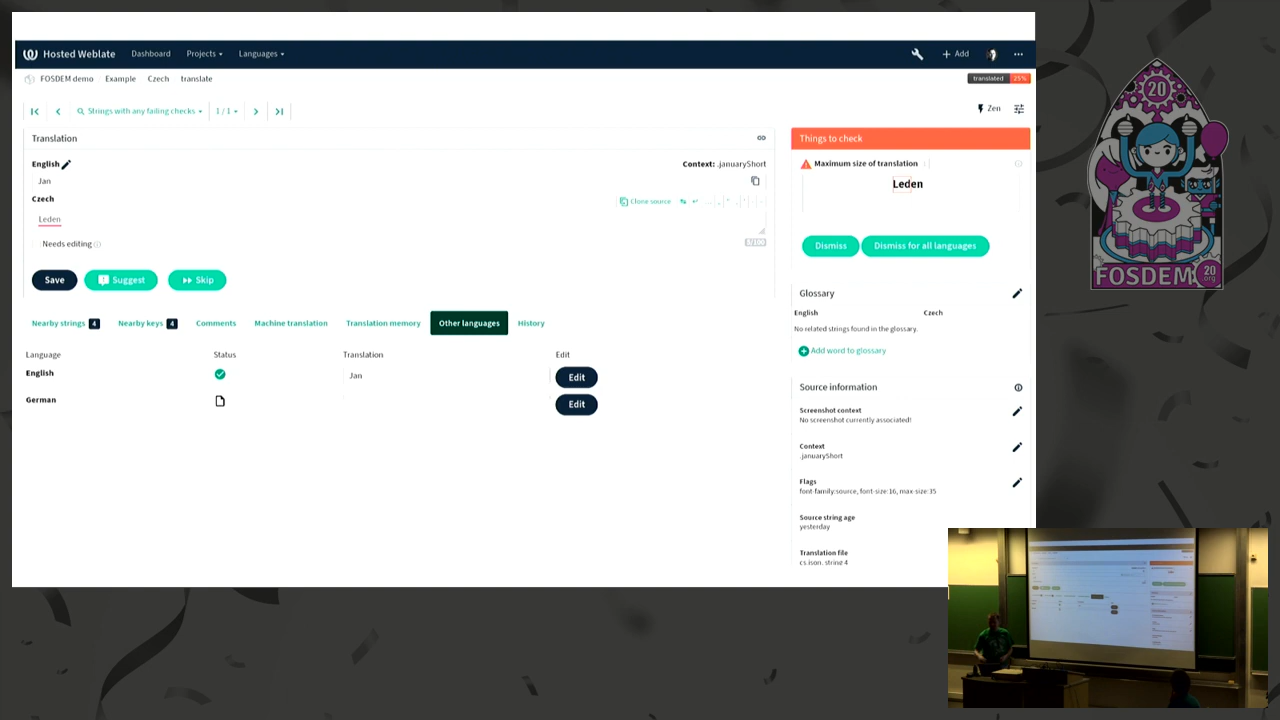 Hosted Weblate Dashboard Projects Languages Add
FOSDEM demo Example Czech translate translated 25%
Strings with any failing checks 1 / 1 Zen
Translation
English Context: .januaryShort
Jan
Czech
Clone source
Leden
Needs editing
5/100
Save Suggest Skip
Nearby strings 4 Nearby keys 4 Comments Machine translation Translation memory Other languages History
Language Status Translation Edit
English Jan Edit
German Edit
Things to check
Maximum size of translation
Leden
Dismiss Dismiss for all languages
Glossary
English Czech
No related strings found in the glossary.
Add word to glossary
Source information
Screenshot context
No screenshot currently associated!
Context
.januaryShort
Flags
font-family:source, font-size:16, max-size:35
Source string age
yesterday
Translation file
cs.json, string 4
20
FOSDEM 20
.org